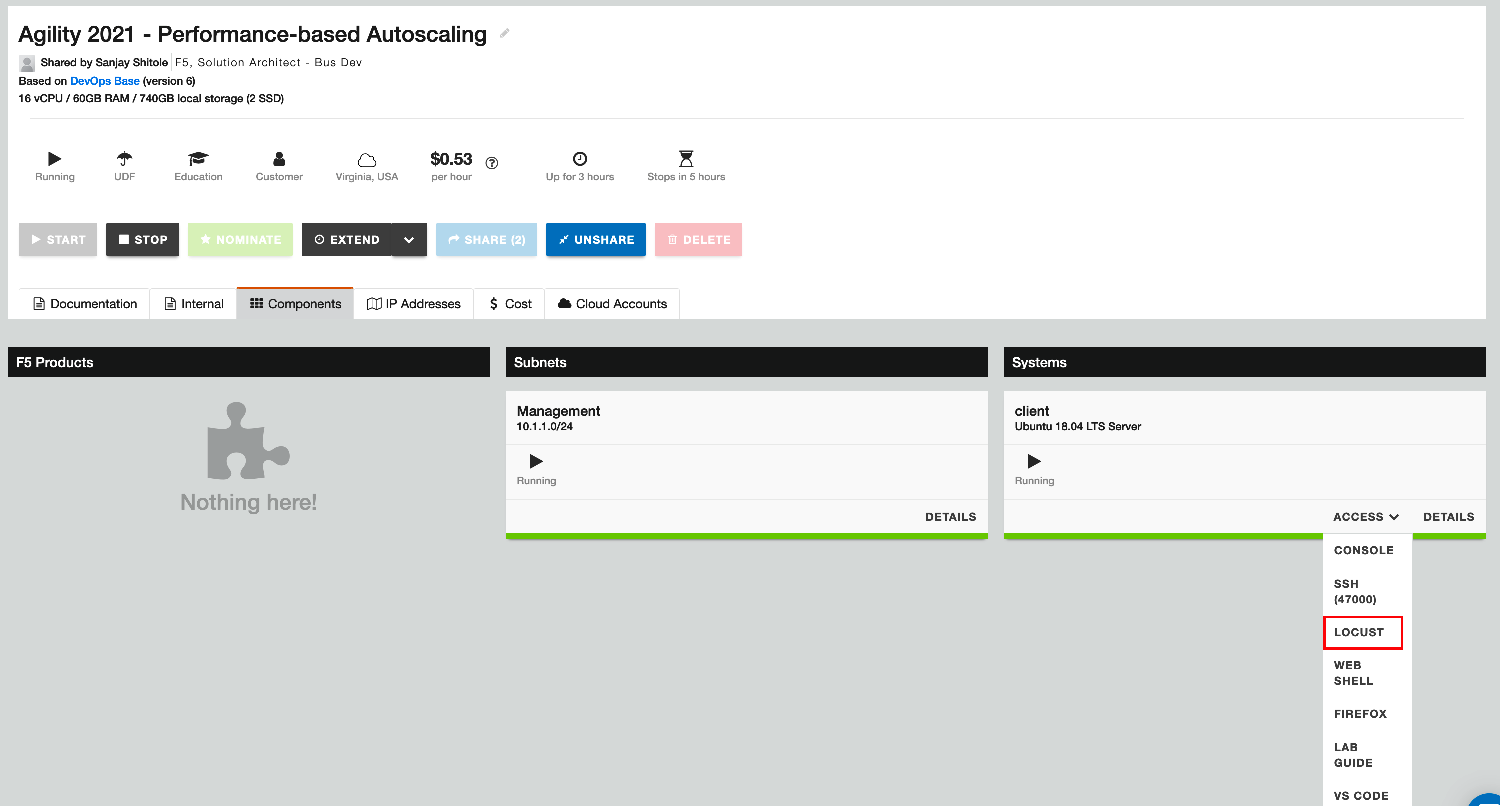 Agility 2021 - Performance-based Autoscaling
Shared by Sanjay Shitole F5, Solution Architect - Bus Dev
Based on DevOps Base (version 6)
16 vCPU / 60GB RAM / 740GB local storage (2 SSD)
Running UDF Education Customer Virginia, USA $0.53 per hour Up for 3 hours Stops in 5 hours
START STOP NOMINATE EXTEND SHARE (2) UNSHARE DELETE
Documentation Internal Components IP Addresses $ Cost Cloud Accounts
F5 Products
Nothing here!
Subnets
Management
10.1.1.0/24
Running
DETAILS
Systems
client
Ubuntu 18.04 LTS Server
Running
ACCESS DETAILS
CONSOLE
SSH
(47000)
LOCUST
WEB
SHELL
FIREFOX
LAB
GUIDE
VS CODE